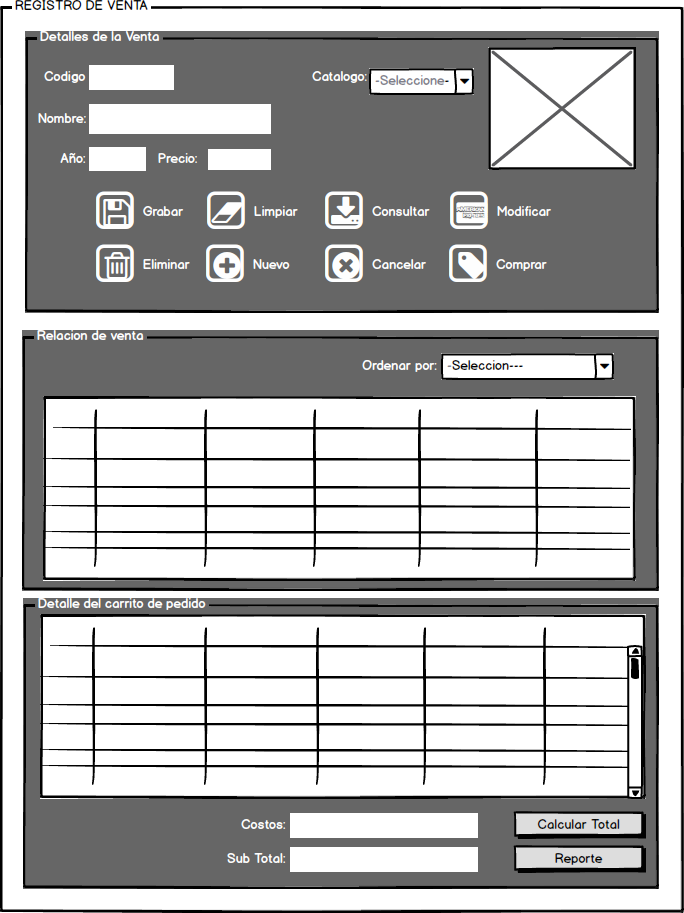 REGISTRO DE VENTA
Detalles de la Venta
Codigo
Catalogo: -Seleccione-
Nombre:
Año: Precio:
Grabar Limpiar Consultar Modificar
Eliminar Nuevo Cancelar Comprar
Relacion de venta
Ordenar por: -Seleccion---
Detalle del carrito de pedido
Costos: Calcular Total
Sub Total: Reporte